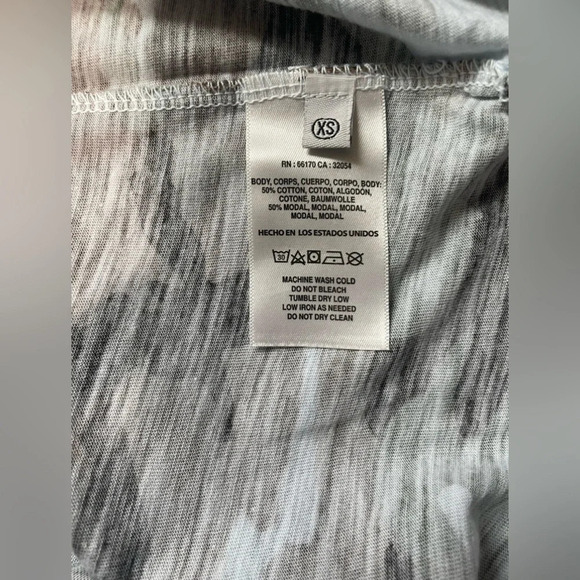 XS
RN : 66170 CA : 32054
BODY, CORPS, CUERPO, CORPO, BODY:
50% COTTON, COTON, ALGODON,
COTONE, BAUMWOLLE
50% MODAL, MODAL, MODAL,
MODAL, MODAL
HECHO EN LOS ESTADOS UNIDOS
30
MACHINE WASH COLD
DO NOT BLEACH
TUMBLE DRY LOW
LOW IRON AS NEEDED
DO NOT DRY CLEAN